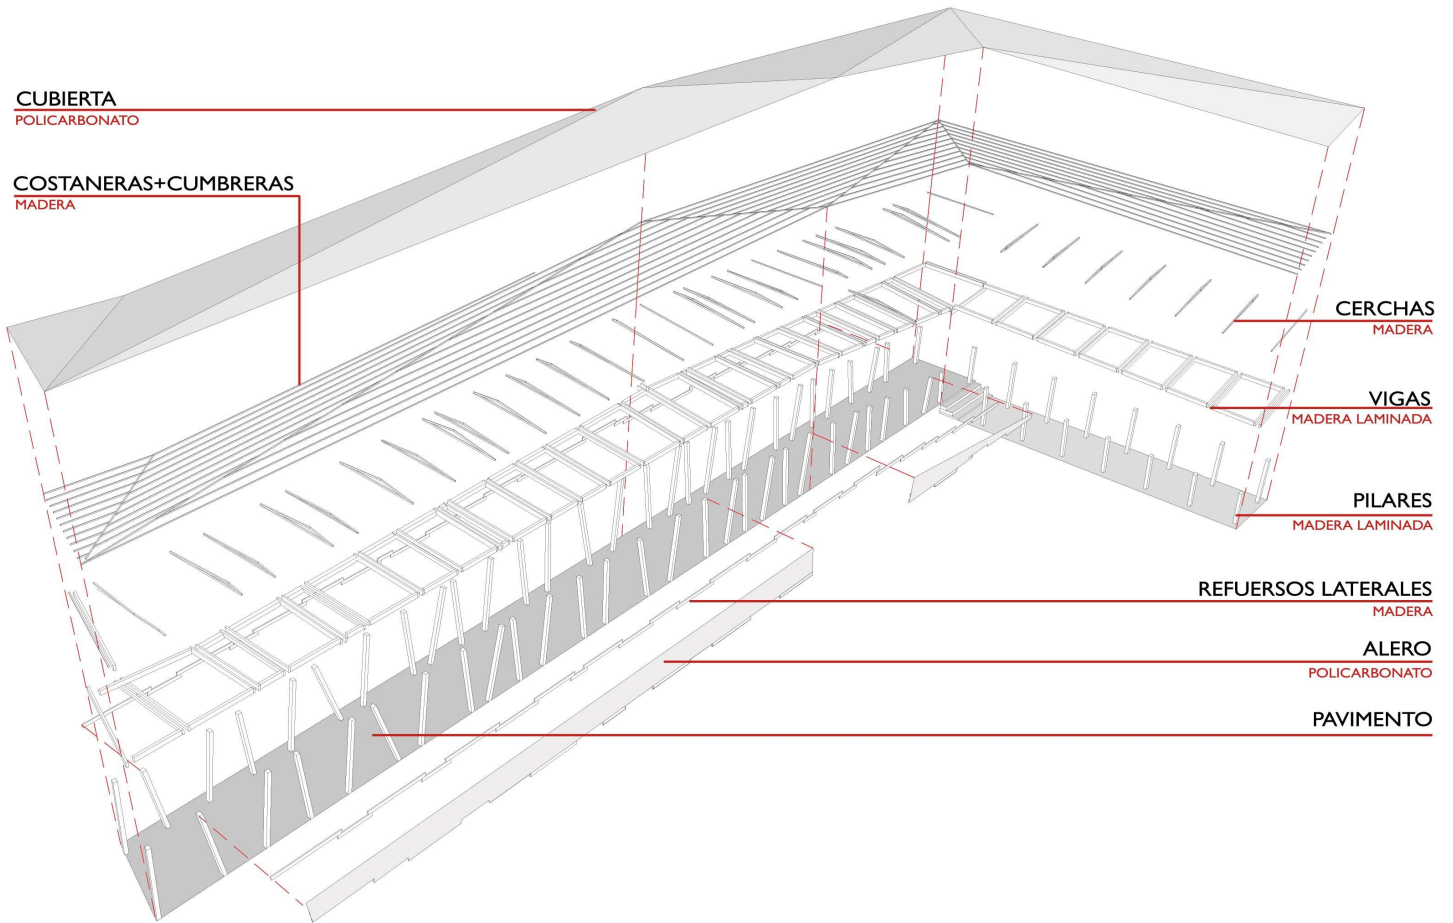 CUBIERTA
POLICARBONATO
COSTANERAS+CUMBRERAS
MADERA
CERCHAS
MADERA
VIGAS
MADERA LAMINADA
PILARES
MADERA LAMINADA
REFUERSOS LATERALES
MADERA
ALERO
POLICARBONATO
PAVIMENTO